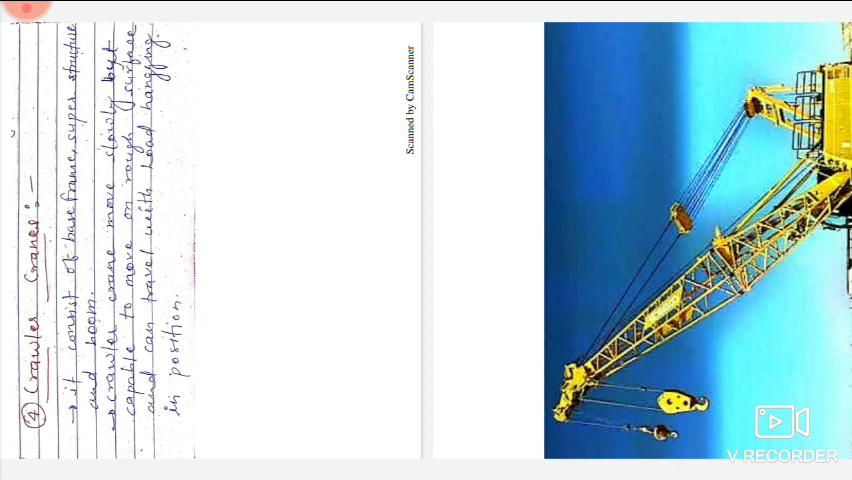 ④ Crawler Cranes:-
→ it consist of base frame, super structure
and boom.
→ Crawler crane move slowly but
capable to move on rough surface
and can travel with load hanging
in position.
Scanned by CamScanner
V RECORDER